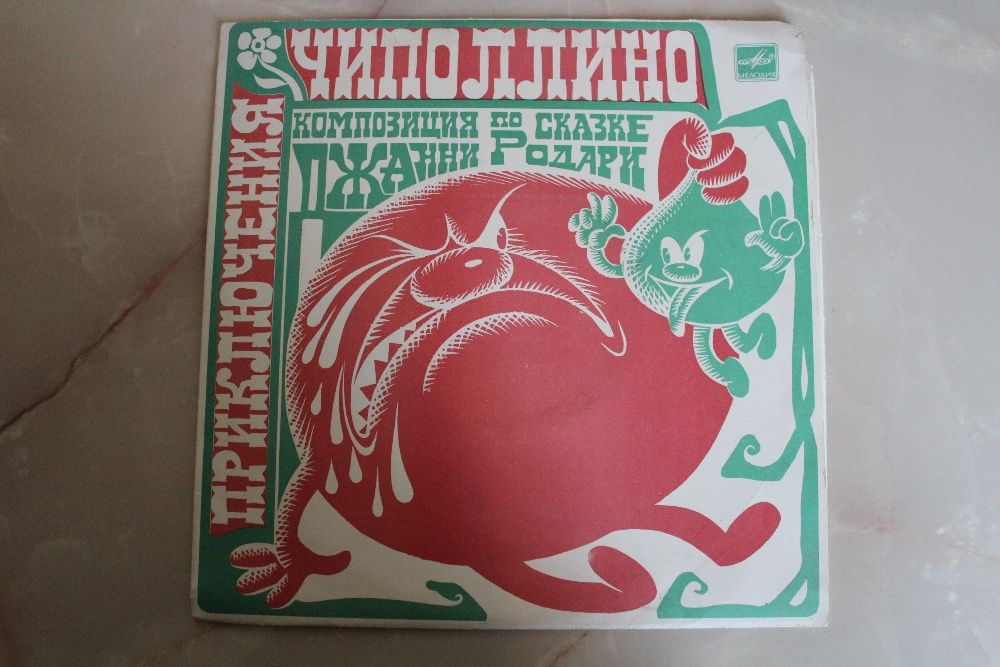 ПРИКЛЮЧЕНИЯ
ЧИПОЛЛИНО
КОМПОЗИЦИЯ ПО СКАЗКЕ
ДЖАННИ РОДАРИ
МЕЛОДИЯ